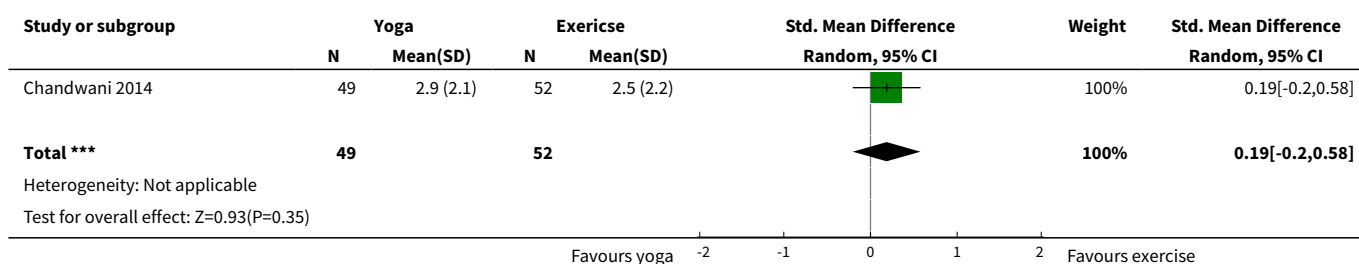 Study or subgroup Yoga Exericse Std. Mean Difference Weight Std. Mean Difference
N Mean(SD) N Mean(SD) Random, 95% CI Random, 95% CI
Chandwani 2014 49 2.9 (2.1) 52 2.5 (2.2) 100% 0.19[-0.2,0.58]
Total *** 49 52 100% 0.19[-0.2,0.58]
Heterogeneity: Not applicable
Test for overall effect: Z=0.93(P=0.35)
Favours yoga -2 -1 0 1 2 Favours exercise